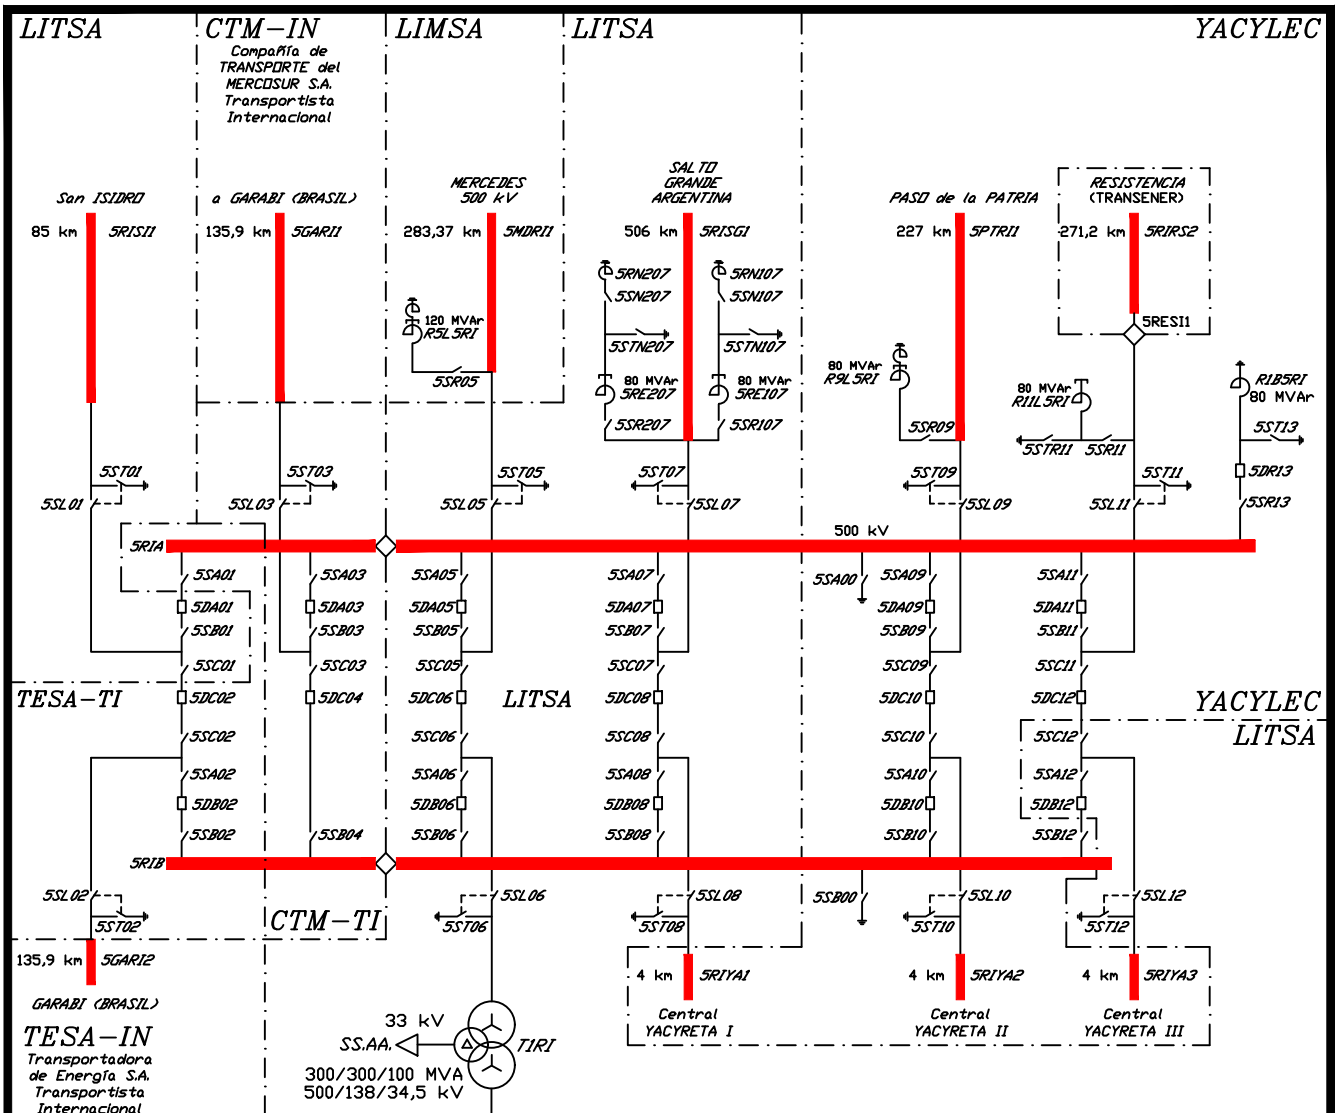 LITSA
CTM-IN
LIMSA
LITSA
YACYLEC
Compañía de
TRANSPORTE del
MERCOSUR S.A.
Transportista
Internacional
San ISIDRO
a GARABI (BRASIL)
MERCEDES
500 kV
SALTO
GRANDE
ARGENTINA
PASO de la PATRIA
RESISTENCIA
(TRANSENER)
85 km
5RISI1
135,9 km
5GARI1
283,37 km
5MDRI1
506 km
5RISG1
227 km
5PTRI1
271,2 km
5RIRS2
5RN207
5RN107
5SN207
5SN107
120 MVAr
R5L5RI
5STN207
5STN107
5RESI1
5SR05
80 MVAr
5RE207
80 MVAr
5RE107
80 MVAr
R9L5RI
80 MVAr
R11L5RI
R1B5RI
80 MVAr
5SR207
5SR107
5SR09
5STR11
5SR11
5ST13
5ST01
5ST03
5ST05
5ST07
5ST09
5ST11
5DR13
5SL01
5SL03
5SL05
5SL07
5SL09
5SL11
5SR13
500 kV
5RIA
5SA01
5SA03
5SA05
5SA07
5SA00
5SA09
5SA11
5DA01
5DA03
5DA05
5DA07
5DA09
5DA11
5SB01
5SB03
5SB05
5SB07
5SB09
5SB11
5SC01
5SC03
5SC05
5SC07
5SC09
5SC11
TESA-TI
5DC02
5DC04
5DC06
LITSA
5DC08
5DC10
5DC12
YACYLEC
LITSA
5SC02
5SC06
5SC08
5SC10
5SC12
5SA02
5SA06
5SA08
5SA10
5SA12
5DB02
5DB06
5DB08
5DB10
5DB12
5SB02
5SB04
5SB06
5SB08
5SB10
5SB12
5RIB
5SL02
5SL06
5SL08
5SB00
5SL10
5SL12
5ST02
CTM-TI
5ST06
5ST08
5ST10
5ST12
135,9 km
5GARI2
4 km
5RIYA1
4 km
5RIYA2
4 km
5RIYA3
GARABI (BRASIL)
Central
YACYRETA I
Central
YACYRETA II
Central
YACYRETA III
TESA-IN
Transportadora
de Energía S.A.
Transportista
Internacional
33 kV
SS.AA.
T1RI
300/300/100 MVA
500/138/34,5 kV